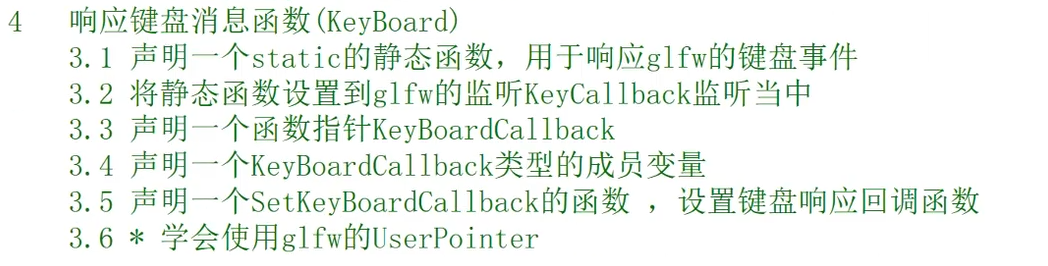 4 响应键盘消息函数(KeyBoard)
3.1 声明一个static的静态函数，用于响应glfw的键盘事件
3.2 将静态函数设置到glfw的监听KeyCallback监听当中
3.3 声明一个函数指针KeyBoardCallback
3.4 声明一个KeyBoardCallback类型的成员变量
3.5 声明一个SetKeyBoardCallback的函数 ，设置键盘响应回调函数
3.6 * 学会使用glfw的UserPointer